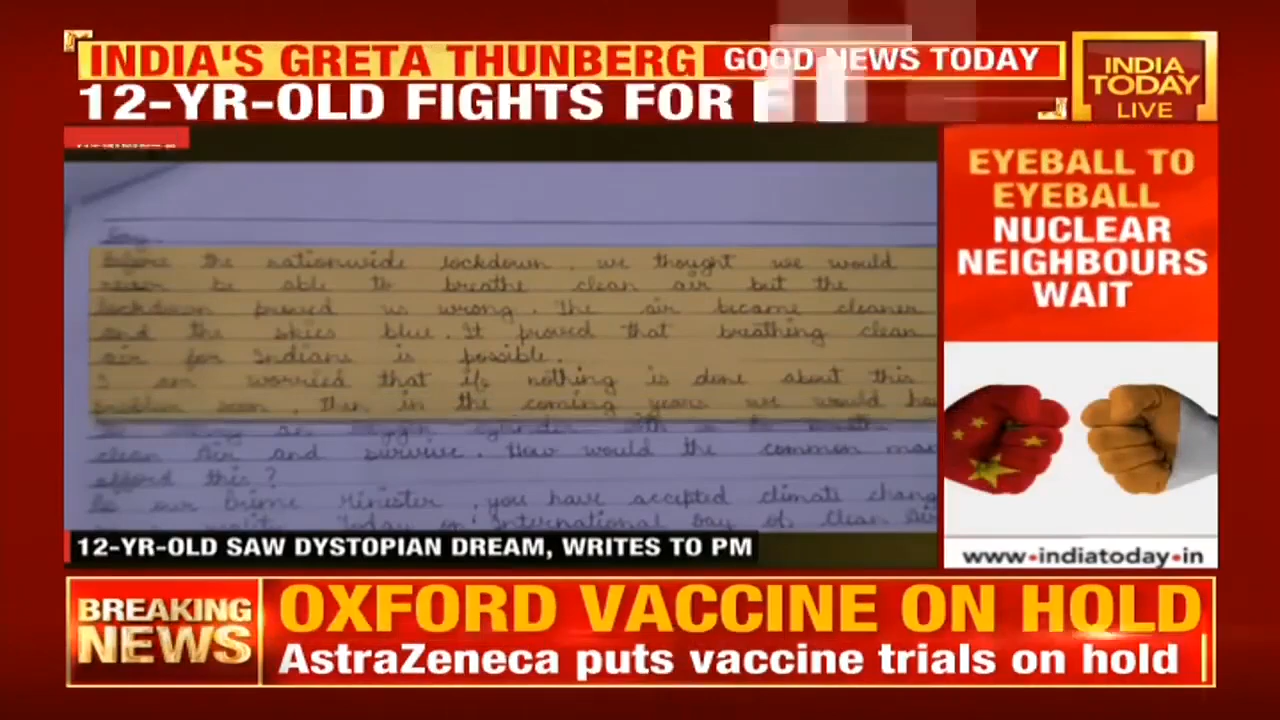 INDIA'S GRETA THUNBERG
GOOD NEWS TODAY
12-YR-OLD FIGHTS FOR
INDIA
TODAY
LIVE
Sir,
Before the nationwide lockdown, we thought we would
never be able to breathe clean air but the
lockdown proved us wrong. The air became cleaner
and the skies blue. It proved that breathing clean
air for Indians is possible.
I am worried that if nothing is done about this
problem soon, then in the coming years we would
clean Air and survive. How would the common
afford this?
As our Prime Minister, you have accepted climate
reality. Today on International Day of Clean Air
12-YR-OLD SAW DYSTOPIAN DREAM, WRITES TO PM
EYEBALL TO
EYEBALL
NUCLEAR
NEIGHBOURS
WAIT
www.indiatoday.in
BREAKING
NEWS
OXFORD VACCINE ON HOLD
AstraZeneca puts vaccine trials on hold